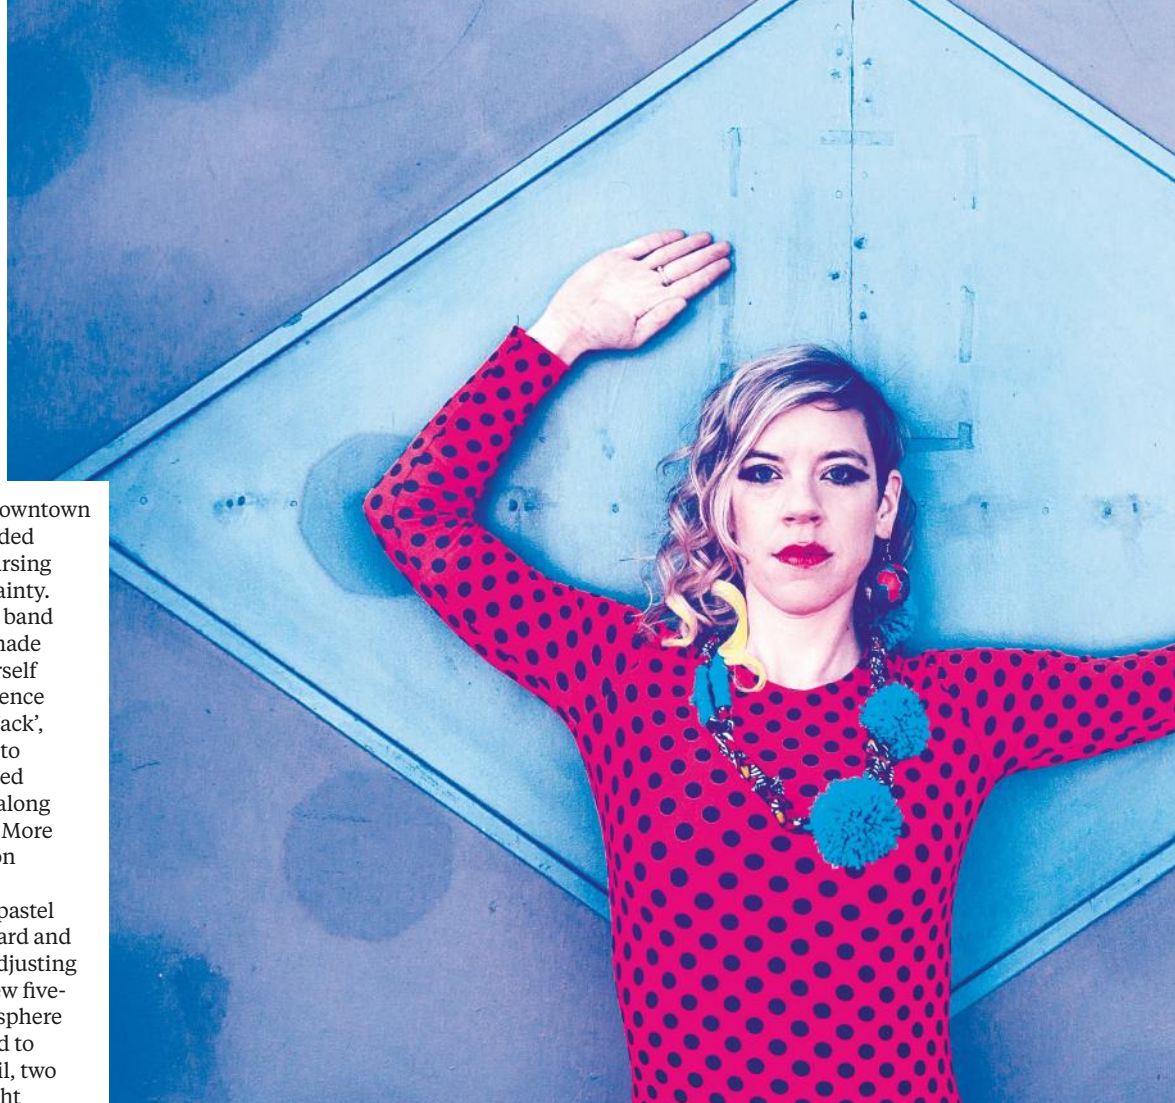 owntown
ded
rsing
ainty.
band
nade
rself
ence
ack’,
to
ed
along
More
on
pastel
ard and
djusting
ew five-
sphere
d to
il, two
ht